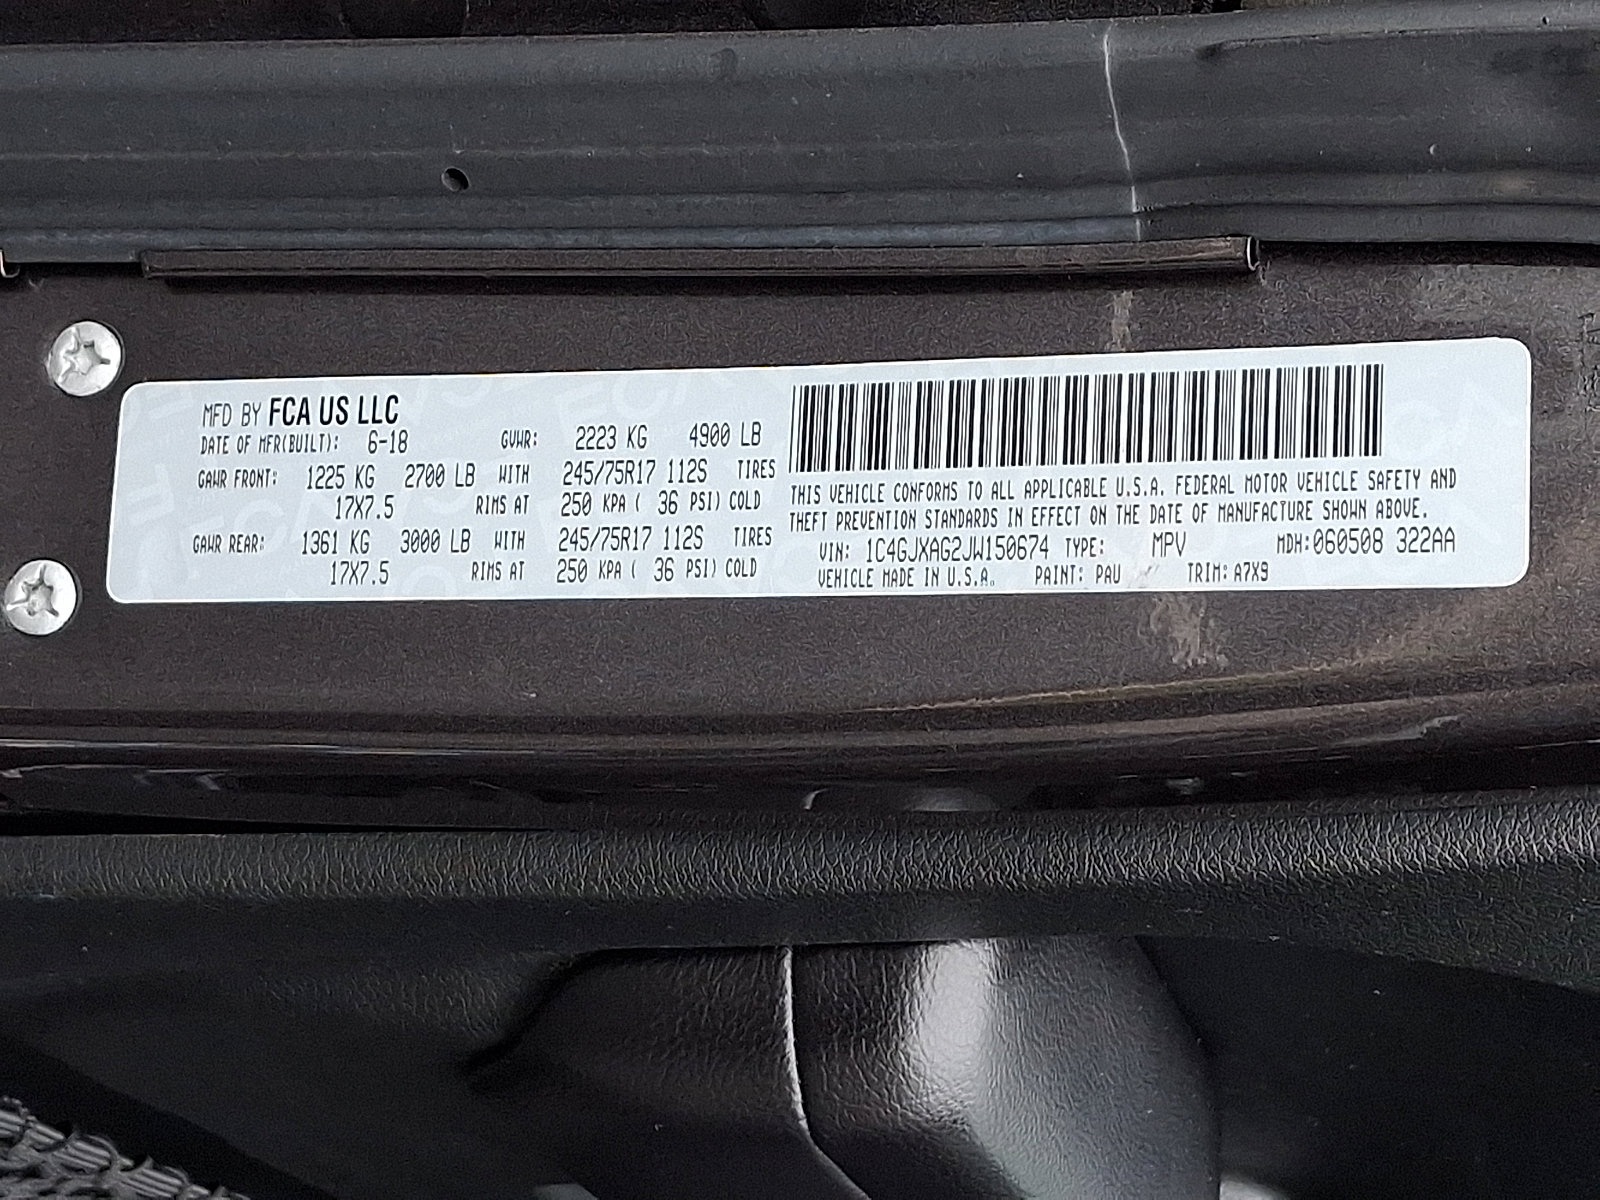 MFD BY FCA US LLC
DATE OF MFR(BUILT): 6-18 GVWR: 2223 KG 4900 LB
GAWR FRONT: 1225 KG 2700 LB WITH 245/75R17 112S TIRES
17X7.5 RIMS AT 250 KPA ( 36 PSI) COLD
GAWR REAR: 1361 KG 3000 LB WITH 245/75R17 112S TIRES
17X7.5 RIMS AT 250 KPA ( 36 PSI) COLD
THIS VEHICLE CONFORMS TO ALL APPLICABLE U.S.A. FEDERAL MOTOR VEHICLE SAFETY AND
THEFT PREVENTION STANDARDS IN EFFECT ON THE DATE OF MANUFACTURE SHOWN ABOVE.
VIN: 1C4GJXAG2JW150674 TYPE: MPV MDH:060508 322AA
VEHICLE MADE IN U.S.A. PAINT: PAU TRIM: A7X9